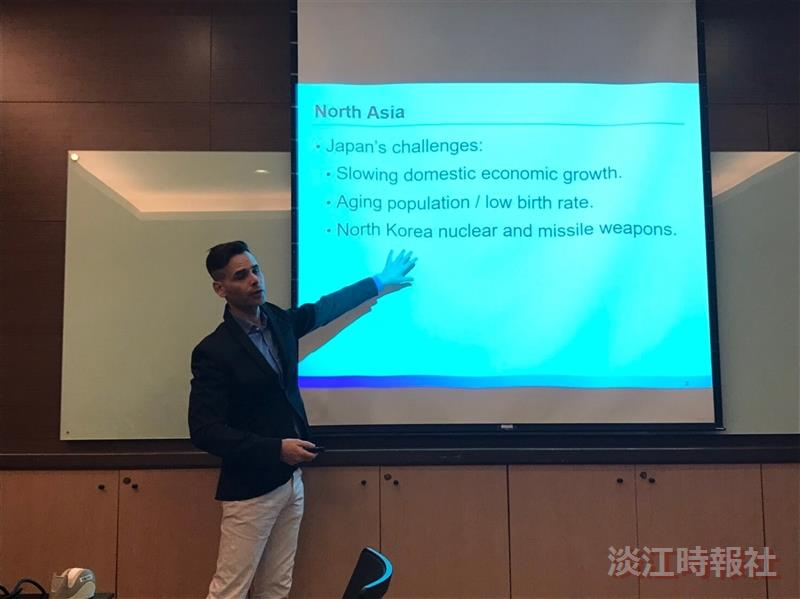 North Asia
• Japan's challenges:
• Slowing domestic economic growth.
• Aging population / low birth rate.
• North Korea nuclear and missile weapons.
2
淡江時報社